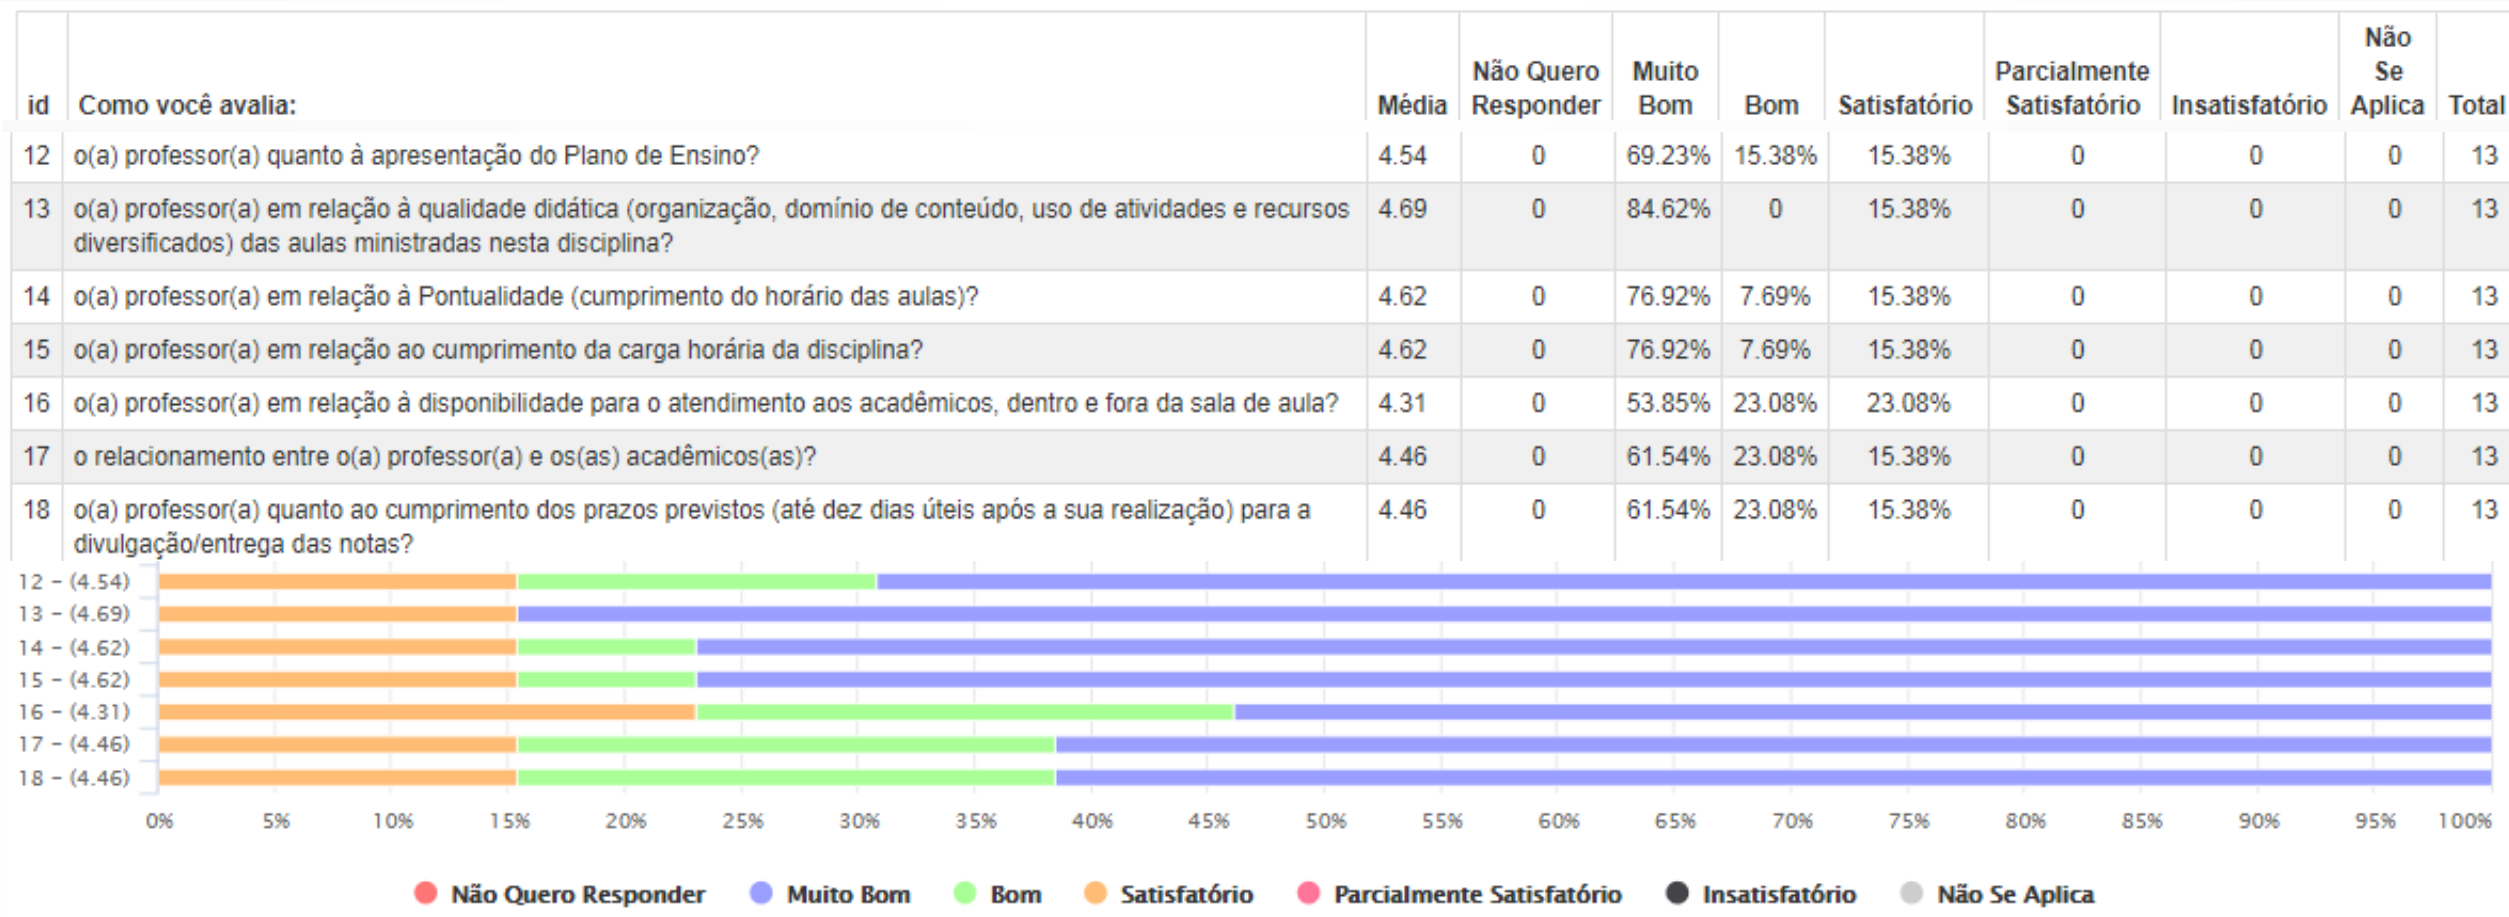 id Como você avalia: Média Não Quero Responder Muito Bom Bom Satisfatório Parcialmente Satisfatório Insatisfatório Não Se Aplica Total
12 o(a) professor(a) quanto à apresentação do Plano de Ensino? 4.54 0 69.23% 15.38% 15.38% 0 0 0 13
13 o(a) professor(a) em relação à qualidade didática (organização, domínio de conteúdo, uso de atividades e recursos 4.69 0 84.62% 0 15.38% 0 0 0 13
diversificados) das aulas ministradas nesta disciplina?
14 o(a) professor(a) em relação à Pontualidade (cumprimento do horário das aulas)? 4.62 0 76.92% 7.69% 15.38% 0 0 0 13
15 o(a) professor(a) em relação ao cumprimento da carga horária da disciplina? 4.62 0 76.92% 7.69% 15.38% 0 0 0 13
16 o(a) professor(a) em relação à disponibilidade para o atendimento aos acadêmicos, dentro e fora da sala de aula? 4.31 0 53.85% 23.08% 23.08% 0 0 0 13
17 o relacionamento entre o(a) professor(a) e os(as) acadêmicos(as)? 4.46 0 61.54% 23.08% 15.38% 0 0 0 13
18 o(a) professor(a) quanto ao cumprimento dos prazos previstos (até dez dias úteis após a sua realização) para a 4.46 0 61.54% 23.08% 15.38% 0 0 0 13
divulgação/entrega das notas?
12 - (4.54)
13 - (4.69)
14 - (4.62)
15 - (4.62)
16 - (4.31)
17 - (4.46)
18 - (4.46)
0% 5% 10% 15% 20% 25% 30% 35% 40% 45% 50% 55% 60% 65% 70% 75% 80% 85% 90% 95% 100%
Não Quero Responder Muito Bom Bom Satisfatório Parcialmente Satisfatório Insatisfatório Não Se Aplica